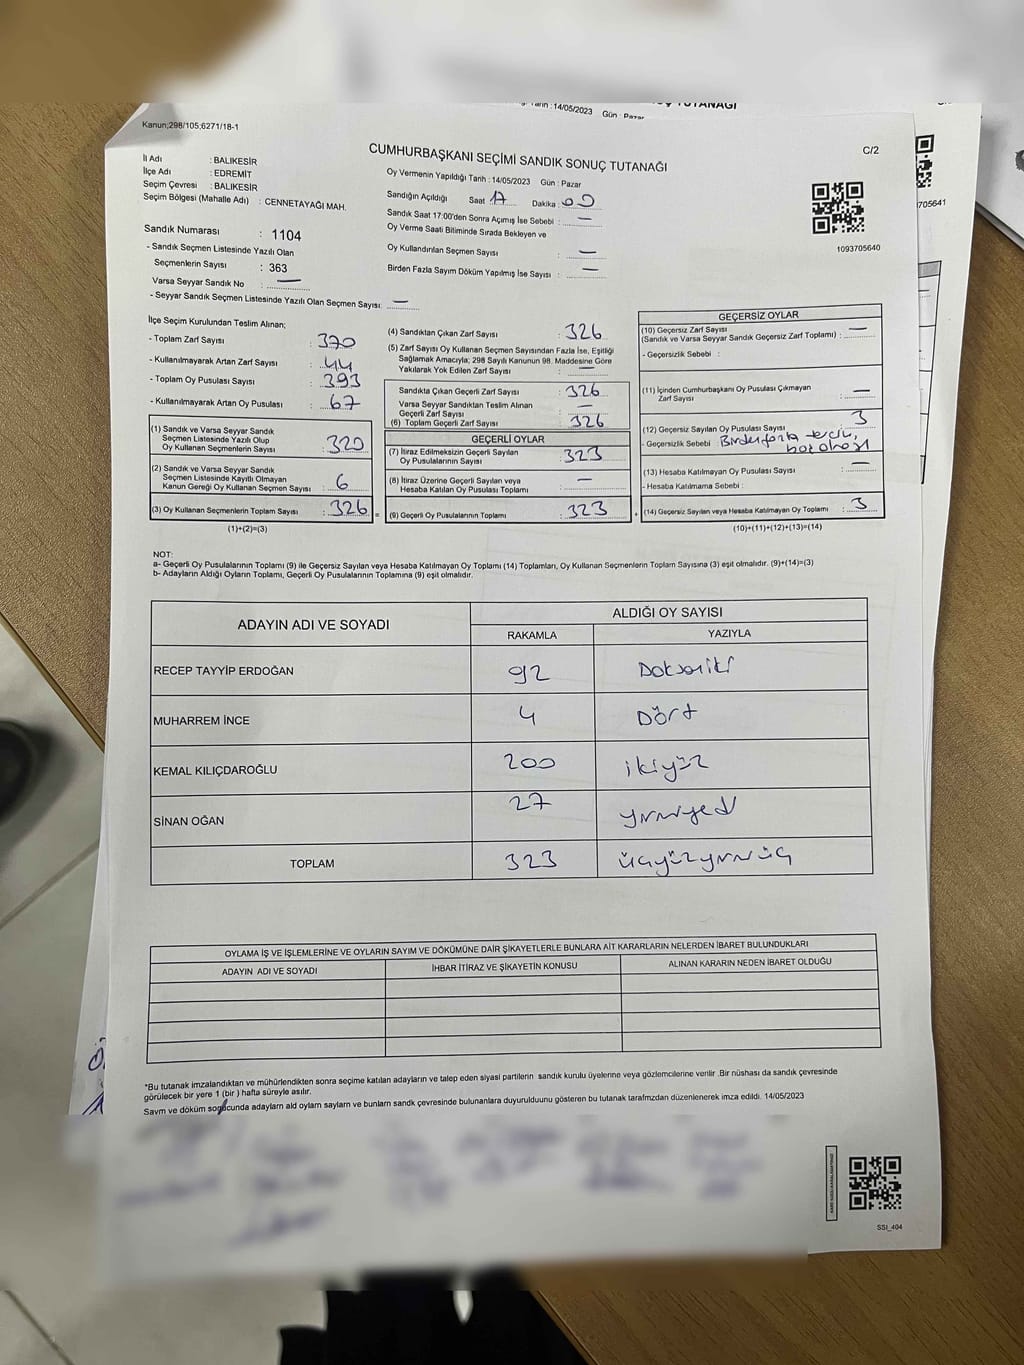 Tarih : 14/05/2023 Gün : Pazar
Kanun;298/105;6271/18-1
C/2
CUMHURBAŞKANI SEÇİMİ SANDIK SONUÇ TUTANAĞI
İl Adı : BALIKESİR
İlçe Adı : EDREMİT
Seçim Çevresi : BALIKESİR
Seçim Bölgesi (Mahalle Adı) : CENNETAYAĞI MAH.
Sandık Numarası : 1104
- Sandık Seçmen Listesinde Yazılı Olan
Seçmenlerin Sayısı : 363
Varsa Seyyar Sandık No : —
- Seyyar Sandık Seçmen Listesinde Yazılı Olan Seçmen Sayısı: —
Oy Vermenin Yapıldığı Tarih : 14/05/2023 Gün : Pazar
Sandığın Açıldığı Saat 17 Dakika : 00
Sandık Saat 17:00'den Sonra Açımış İse Sebebi : —
Oy Verme Saati Bitiminde Sırada Bekleyen ve
Oy Kullandırılan Seçmen Sayısı : —
Birden Fazla Sayım Döküm Yapılmış İse Sayısı : —
1093705640
705641
İlçe Seçim Kurulundan Teslim Alınan;
- Toplam Zarf Sayısı : 370
- Kullanılmayarak Artan Zarf Sayısı : 44
- Toplam Oy Pusulası Sayısı : 393
- Kullanılmayarak Artan Oy Pusulası : 67
(1) Sandık ve Varsa Seyyar Sandık
Seçmen Listesinde Yazılı Olup
Oy Kullanan Seçmenlerin Sayısı : 320
(2) Sandık ve Varsa Seyyar Sandık
Seçmen Listesinde Kayıtlı Olmayan
Kanun Gereği Oy Kullanan Seçmen Sayısı : 6
(3) Oy Kullanan Seçmenlerin Toplam Sayısı : 326
(1)+(2)=(3)
(4) Sandıktan Çıkan Zarf Sayısı : 326
(5) Zarf Sayısı Oy Kullanan Seçmen Sayısından Fazla İse, Eşitliği
Sağlamak Amacıyla; 298 Sayılı Kanunun 98. Maddesine Göre
Yakılarak Yok Edilen Zarf Sayısı : —
Sandıkta Çıkan Geçerli Zarf Sayısı : 326
Varsa Seyyar Sandıktan Teslim Alınan
Geçerli Zarf Sayısı : —
(6) Toplam Geçerli Zarf Sayısı : 326
GEÇERLİ OYLAR
(7) İtiraz Edilmeksizin Geçerli Sayılan
Oy Pusulalarının Sayısı : 323
(8) İtiraz Üzerine Geçerli Sayılan veya
Hesaba Katılan Oy Pusulası Toplamı : —
= (9) Geçerli Oy Pusulalarının Toplamı : 323
GEÇERSİZ OYLAR
(10) Geçersiz Zarf Sayısı
(Sandık ve Varsa Seyyar Sandık Geçersiz Zarf Toplamı) : —
- Geçersizlik Sebebi :
(11) İçinden Cumhurbaşkanı Oy Pusulası Çıkmayan
Zarf Sayısı : —
(12) Geçersiz Sayılan Oy Pusulası Sayısı : 3
- Geçersizlik Sebebi : Birden fazla tercih,
(13) Hesaba Katılmayan Oy Pusulası Sayısı : —
- Hesaba Katılmama Sebebi :
+ (14) Geçersiz Sayılan veya Hesaba Katılmayan Oy Toplamı : 3
(10)+(11)+(12)+(13)=(14)
NOT:
a- Geçerli Oy Pusulalarının Toplamı (9) ile Geçersiz Sayılan veya Hesaba Katılmayan Oy Toplamı (14) Toplamları, Oy Kullanan Seçmenlerin Toplam Sayısına (3) eşit olmalıdır. (9)+(14)=(3)
b- Adayların Aldığı Oyların Toplamı, Geçerli Oy Pusulalarının Toplamına (9) eşit olmalıdır.
ADAYIN ADI VE SOYADI ALDIĞI OY SAYISI
RAKAMLA YAZIYLA
RECEP TAYYİP ERDOĞAN 92 Doksaniki
MUHARREM İNCE 4 Dört
KEMAL KILIÇDAROĞLU 200 ikiyüz
SİNAN OĞAN 27 yirmiyedi
TOPLAM 323 üçyüzyirmiüç
OYLAMA İŞ VE İŞLEMLERİNE VE OYLARIN SAYIM VE DÖKÜMÜNE DAİR ŞİKAYETLERLE BUNLARA AİT KARARLARIN NELERDEN İBARET BULUNDUKLARI
ADAYIN ADI VE SOYADI İHBAR İTİRAZ VE ŞİKAYETİN KONUSU ALINAN KARARIN NEDEN İBARET OLDUĞU
*Bu tutanak imzalandıktan ve mühürlendikten sonra seçime katılan adayların ve talep eden siyasi partilerin sandık kurulu üyelerine veya gözlemcilerine verilir .Bir nüshası da sandık çevresinde
görülecek bir yere 1 (bir ) hafta süreyle asılır.
Sayım ve döküm sonucunda adayların aldı oyların sayları ve bunların sandk çevresinde bulunanlara duyurulduunu gösteren bu tutanak tarafmzdan düzenlenerek imza edildi. 14/05/2023
SSI_404